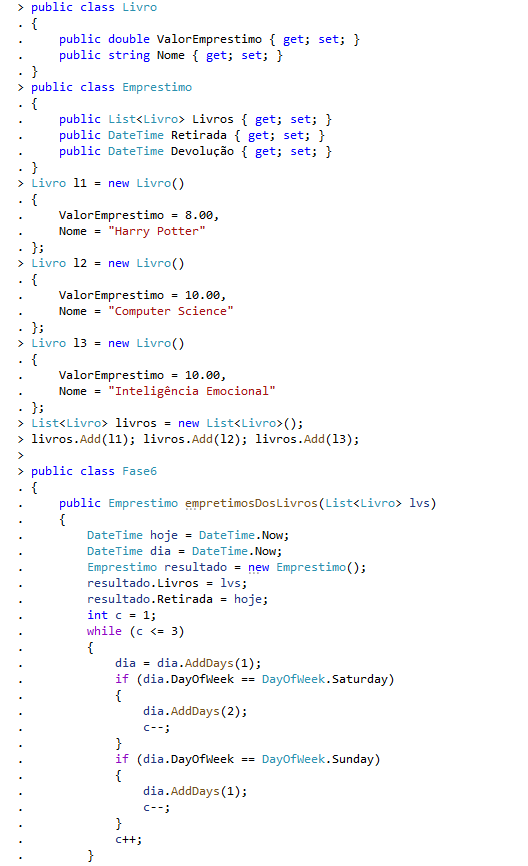 > public class Livro
. {
.     public double ValorEmprestimo { get; set; }
.     public string Nome { get; set; }
. }
> public class Emprestimo
. {
.     public List<Livro> Livros { get; set; }
.     public DateTime Retirada { get; set; }
.     public DateTime Devolução { get; set; }
. }
> Livro l1 = new Livro()
. {
.     ValorEmprestimo = 8.00,
.     Nome = "Harry Potter"
. };
> Livro l2 = new Livro()
. {
.     ValorEmprestimo = 10.00,
.     Nome = "Computer Science"
. };
> Livro l3 = new Livro()
. {
.     ValorEmprestimo = 10.00,
.     Nome = "Inteligência Emocional"
. };
> List<Livro> livros = new List<Livro>();
> livros.Add(l1); livros.Add(l2); livros.Add(l3);
>
> public class Fase6
. {
.     public Emprestimo empretimosDosLivros(List<Livro> lvs)
.     {
.         DateTime hoje = DateTime.Now;
.         DateTime dia = DateTime.Now;
.         Emprestimo resultado = new Emprestimo();
.         resultado.Livros = lvs;
.         resultado.Retirada = hoje;
.         int c = 1;
.         while (c <= 3)
.         {
.             dia = dia.AddDays(1);
.             if (dia.DayOfWeek == DayOfWeek.Saturday)
.             {
.                 dia.AddDays(2);
.                 c--;
.             }
.             if (dia.DayOfWeek == DayOfWeek.Sunday)
.             {
.                 dia.AddDays(1);
.                 c--;
.             }
.             c++;
.         }